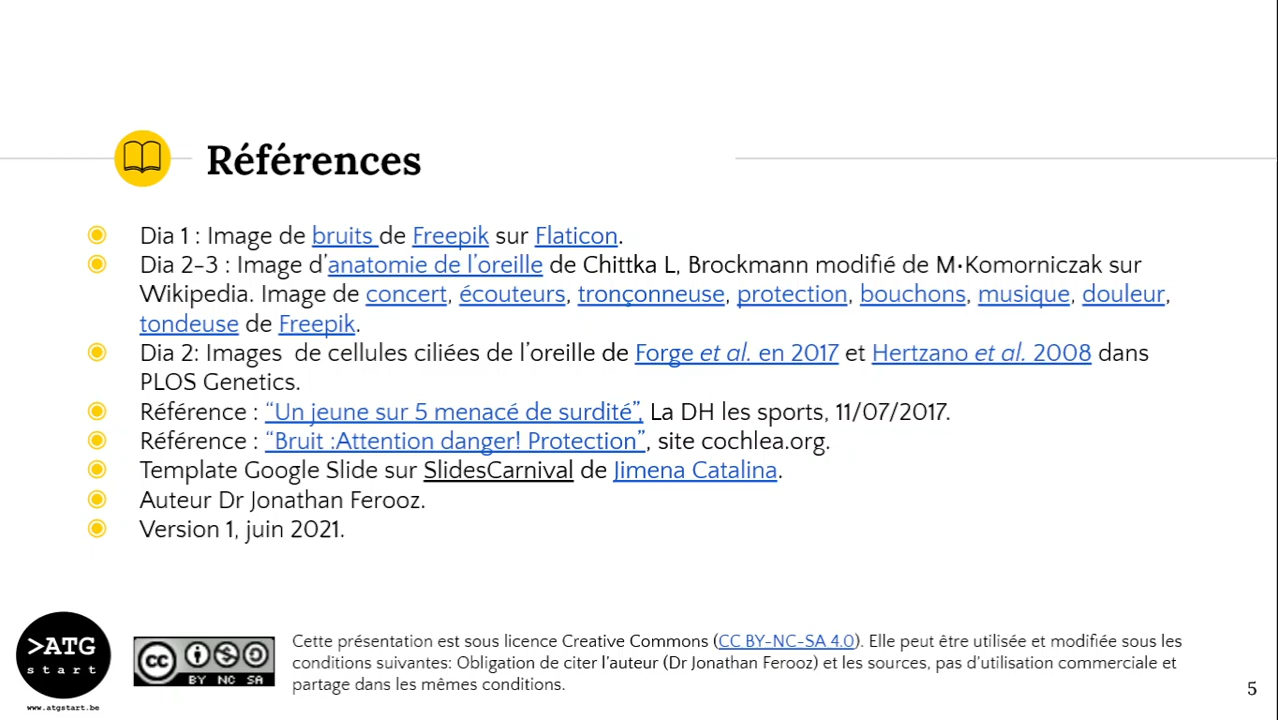 Références
Dia 1 : Image de bruits de Freepik sur Flaticon.
Dia 2-3 : Image d’anatomie de l’oreille de Chittka L, Brockmann modifié de M•Komorniczak sur
Wikipedia. Image de concert, écouteurs, tronçonneuse, protection, bouchons, musique, douleur,
tondeuse de Freepik.
Dia 2: Images de cellules ciliées de l’oreille de Forge et al. en 2017 et Hertzano et al. 2008 dans
PLOS Genetics.
Référence : “Un jeune sur 5 menacé de surdité”, La DH les sports, 11/07/2017.
Référence : “Bruit :Attention danger! Protection”, site cochlea.org.
Template Google Slide sur SlidesCarnival de Jimena Catalina.
Auteur Dr Jonathan Ferooz.
Version 1, juin 2021.
>ATG
start
www.atgstart.be
cc
BY NC SA
Cette présentation est sous licence Creative Commons (CC BY-NC-SA 4.0). Elle peut être utilisée et modifiée sous les
conditions suivantes: Obligation de citer l’auteur (Dr Jonathan Ferooz) et les sources, pas d’utilisation commerciale et
partage dans les mêmes conditions.
5